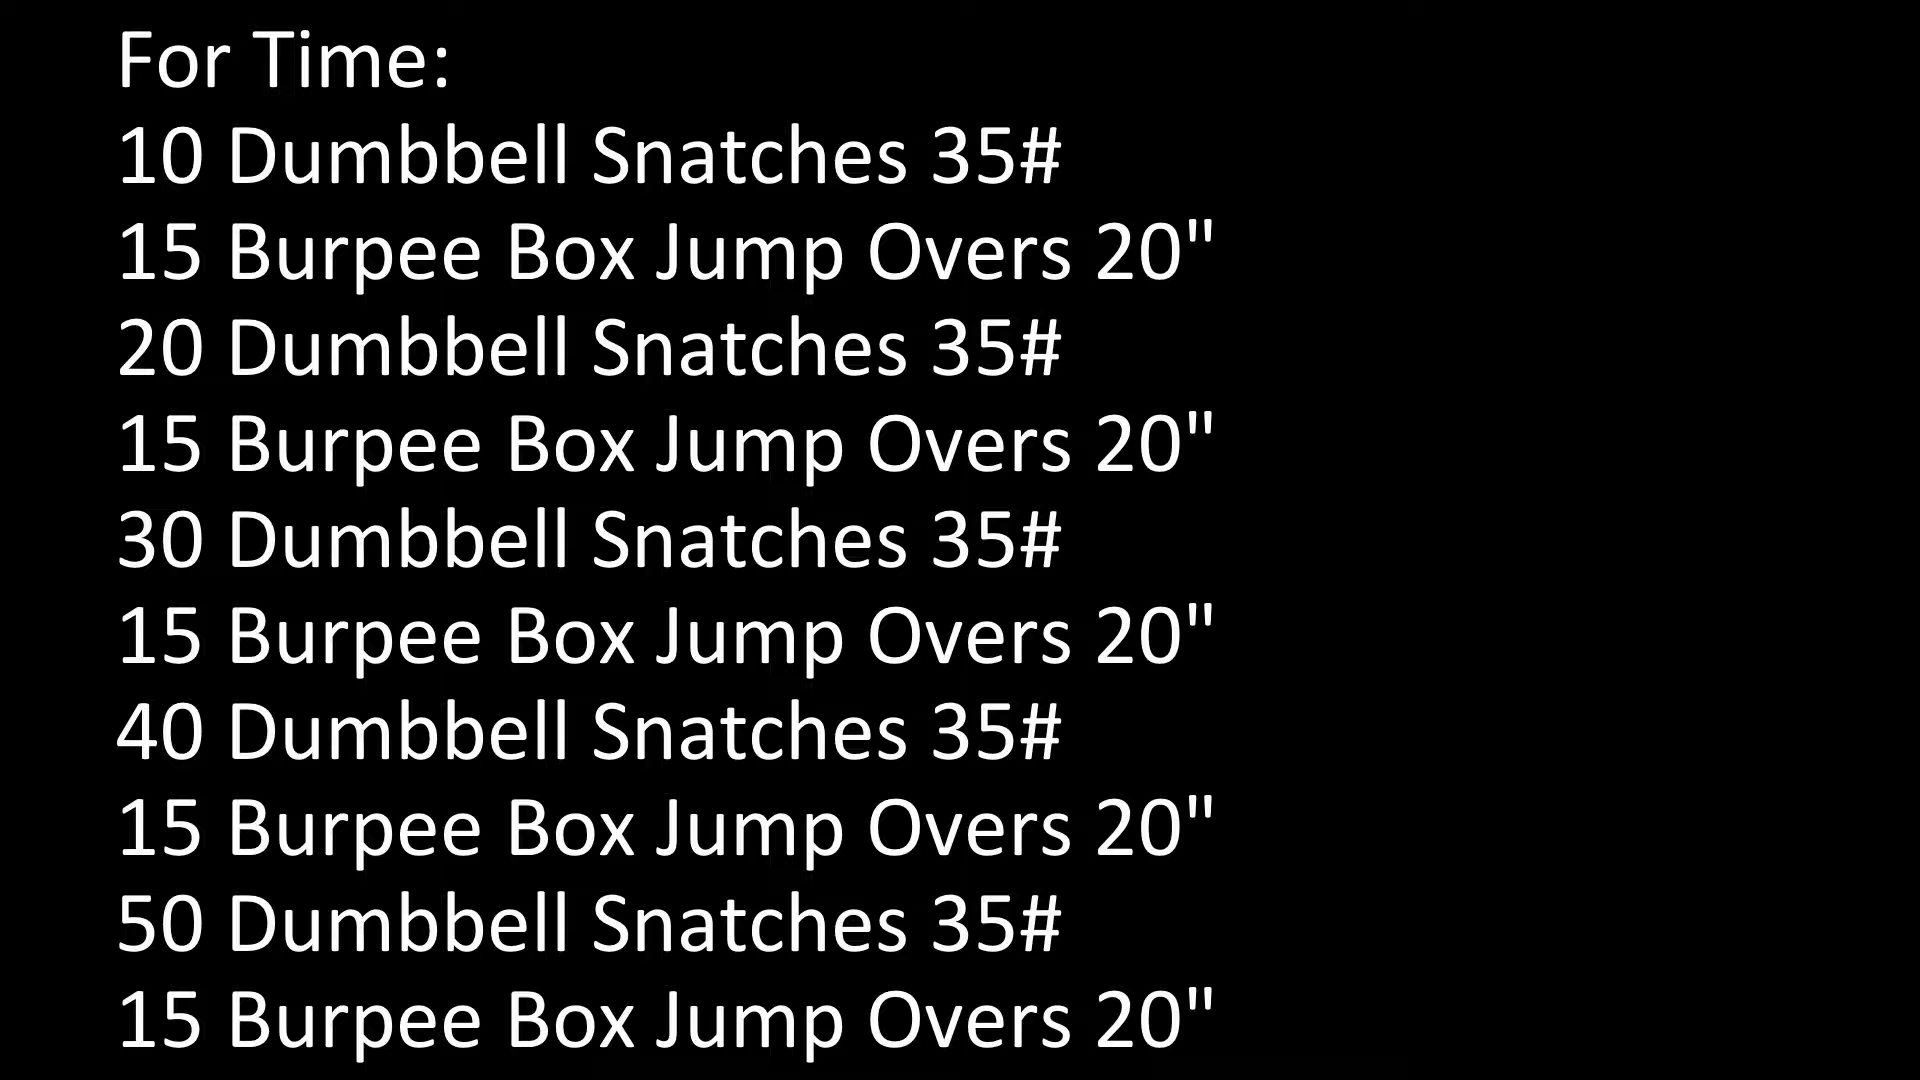 For Time:
10 Dumbbell Snatches 35#
15 Burpee Box Jump Overs 20"
20 Dumbbell Snatches 35#
15 Burpee Box Jump Overs 20"
30 Dumbbell Snatches 35#
15 Burpee Box Jump Overs 20"
40 Dumbbell Snatches 35#
15 Burpee Box Jump Overs 20"
50 Dumbbell Snatches 35#
15 Burpee Box Jump Overs 20"